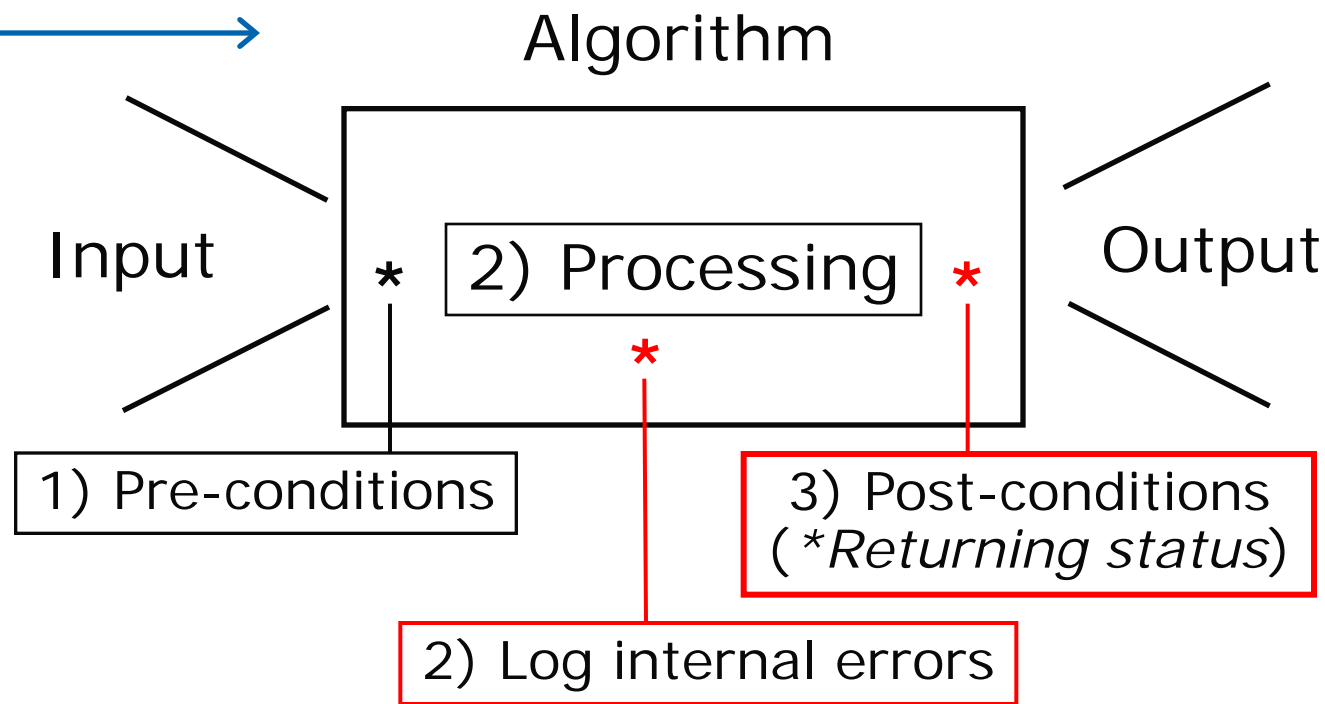 Algorithm
Input
* 2) Processing *
Output
*
1) Pre-conditions
3) Post-conditions
(*Returning status)
2) Log internal errors